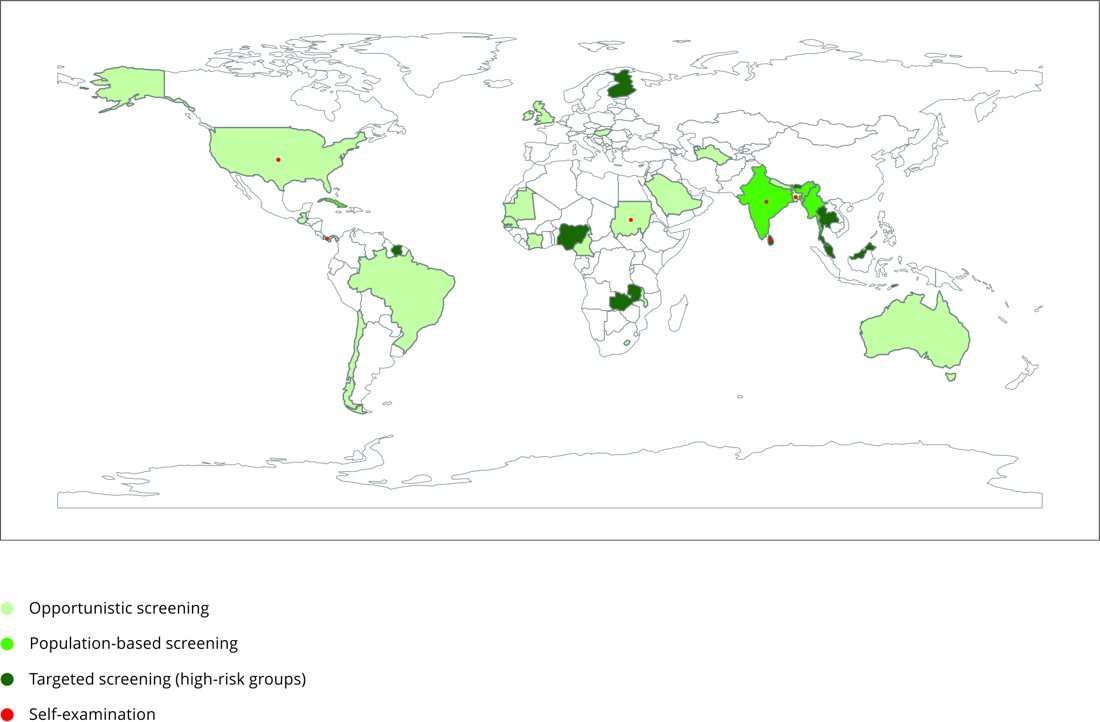 Opportunistic screening
Population-based screening
Targeted screening (high-risk groups)
Self-examination